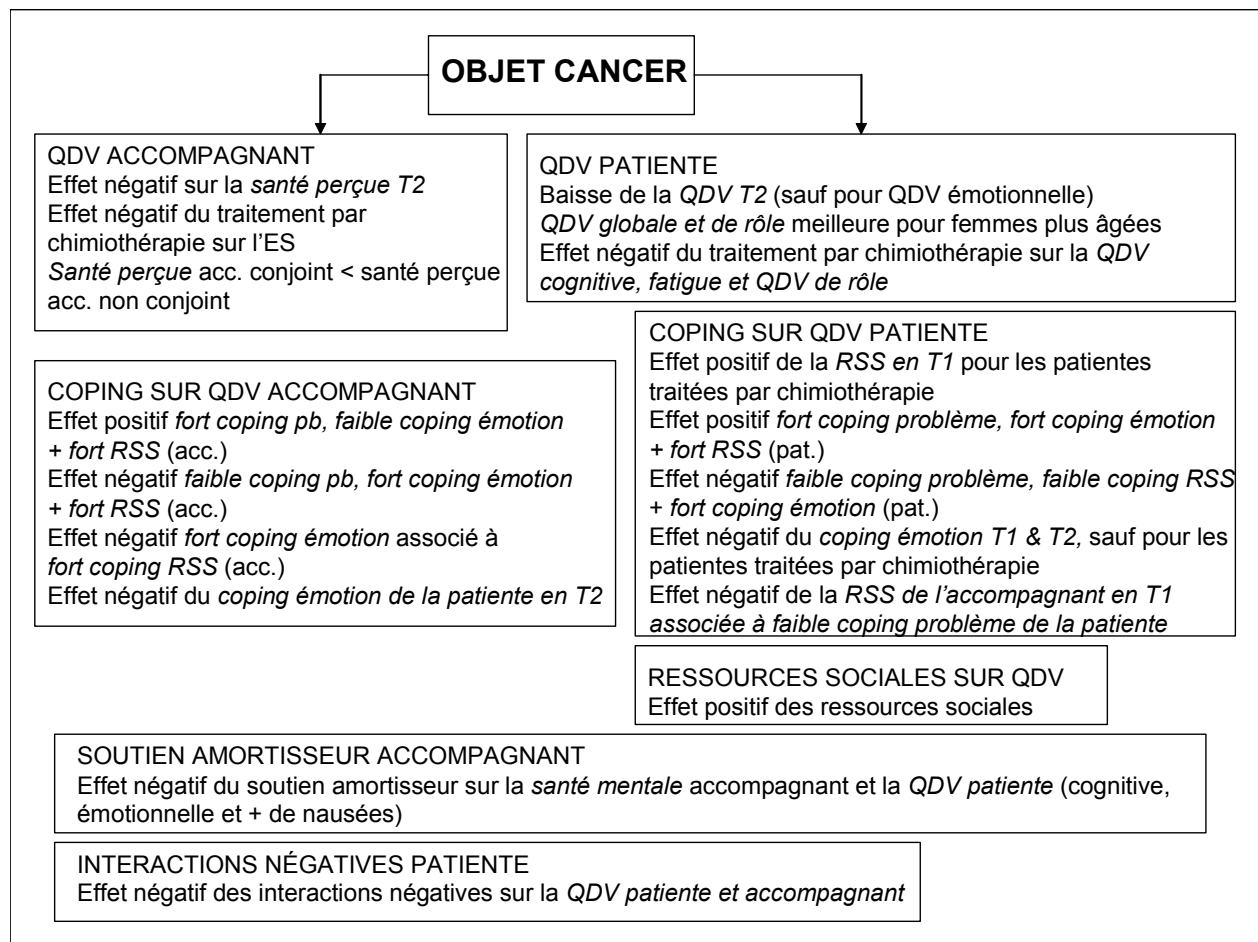 OBJET CANCER
QDV ACCOMPAGNANT
Effet négatif sur la santé perçue T2
Effet négatif du traitement par
chimiothérapie sur l'ES
Santé perçue acc. conjoint < santé perçue
acc. non conjoint
QDV PATIENTE
Baisse de la QDV T2 (sauf pour QDV émotionnelle)
QDV globale et de rôle meilleure pour femmes plus âgées
Effet négatif du traitement par chimiothérapie sur la QDV
cognitive, fatigue et QDV de rôle
COPING SUR QDV ACCOMPAGNANT
Effet positif fort coping pb, faible coping émotion
+ fort RSS (acc.)
Effet négatif faible coping pb, fort coping émotion
+ fort RSS (acc.)
Effet négatif fort coping émotion associé à
fort coping RSS (acc.)
Effet négatif du coping émotion de la patiente en T2
COPING SUR QDV PATIENTE
Effet positif de la RSS en T1 pour les patientes
traitées par chimiothérapie
Effet positif fort coping problème, fort coping émotion
+ fort RSS (pat.)
Effet négatif faible coping problème, faible coping RSS
+ fort coping émotion (pat.)
Effet négatif du coping émotion T1 & T2, sauf pour les
patientes traitées par chimiothérapie
Effet négatif de la RSS de l'accompagnant en T1
associée à faible coping problème de la patiente
RESSOURCES SOCIALES SUR QDV
Effet positif des ressources sociales
SOUTIEN AMORTISSEUR ACCOMPAGNANT
Effet négatif du soutien amortisseur sur la santé mentale accompagnant et la QDV patiente (cognitive,
émotionnelle et + de nausées)
INTERACTIONS NÉGATIVES PATIENTE
Effet négatif des interactions négatives sur la QDV patiente et accompagnant